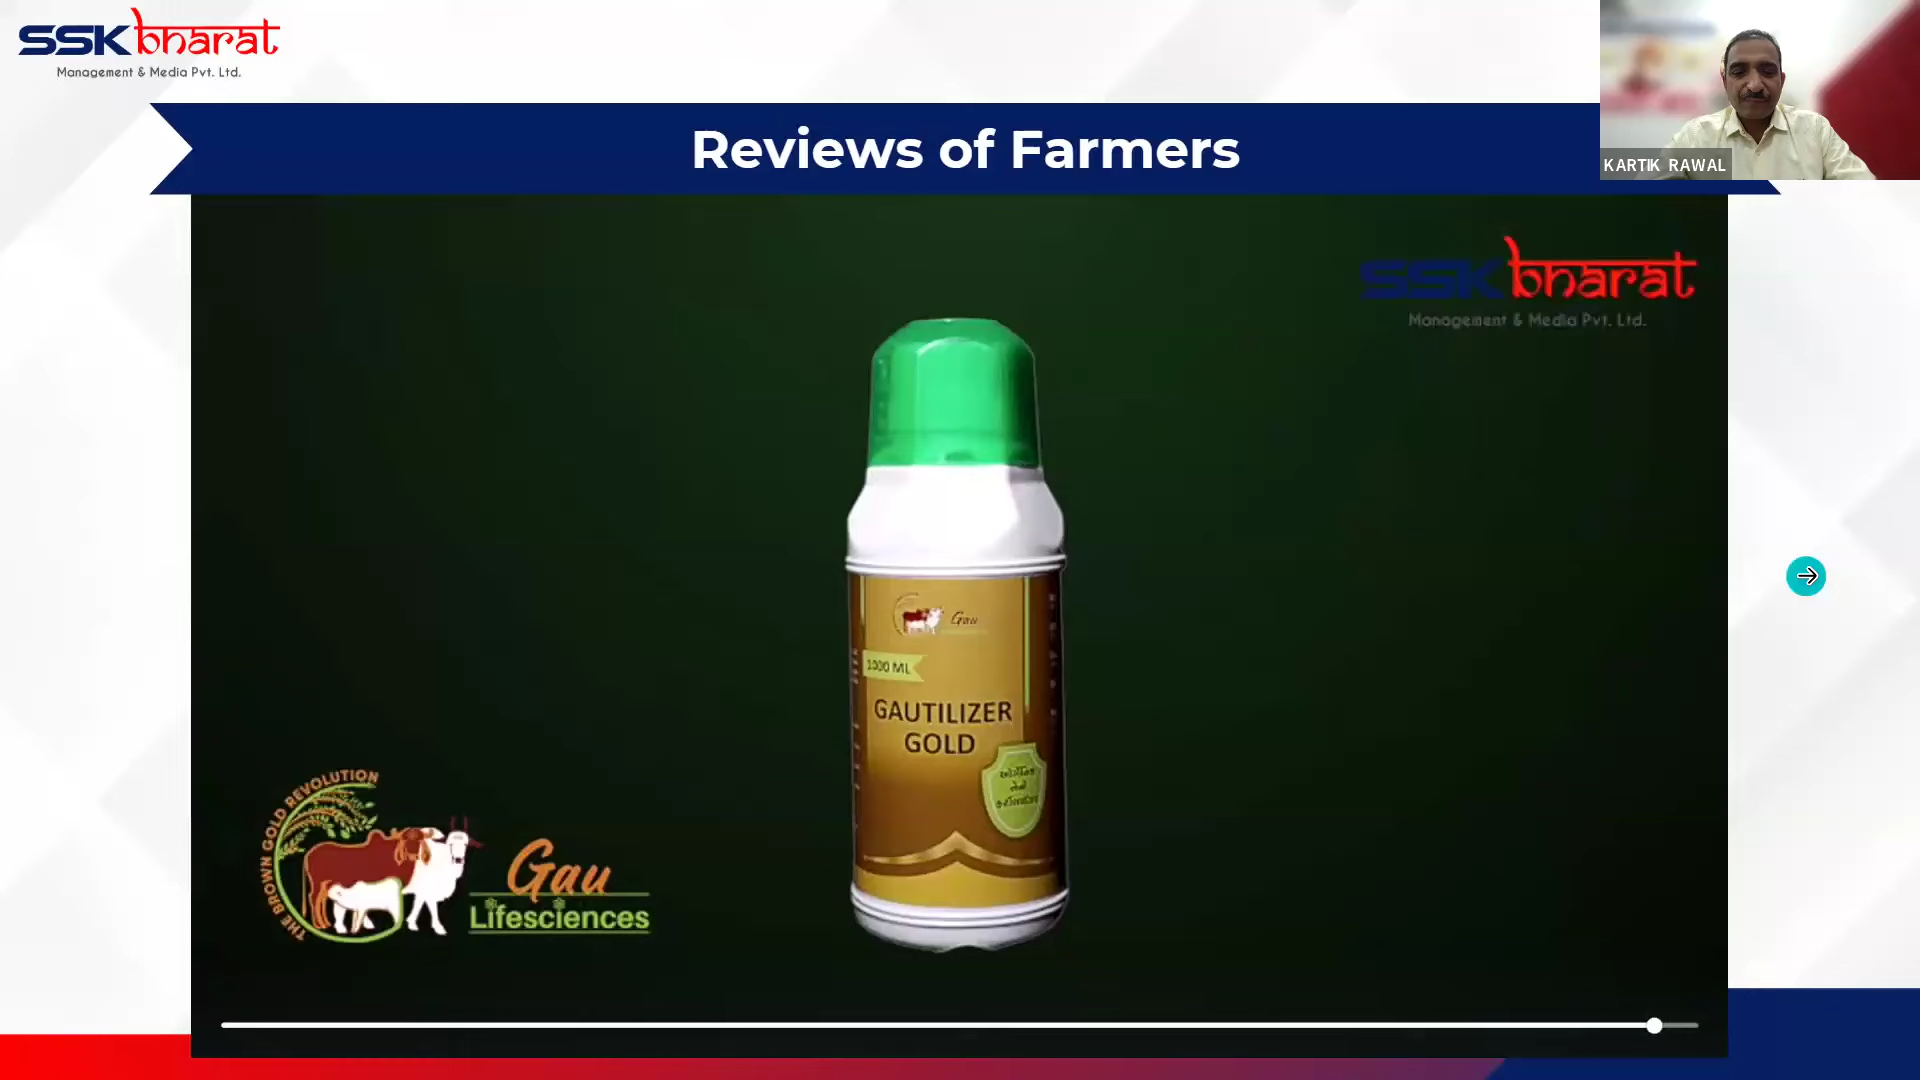 SSK bharat
Management & Media Pvt. Ltd.
Reviews of Farmers
KARTIK RAWAL
SSK bharat
Management & Media Pvt. Ltd.
Gau
1000 ML
GAUTILIZER
GOLD
THE BROWN GOLD REVOLUTION
Gau
Lifesciences